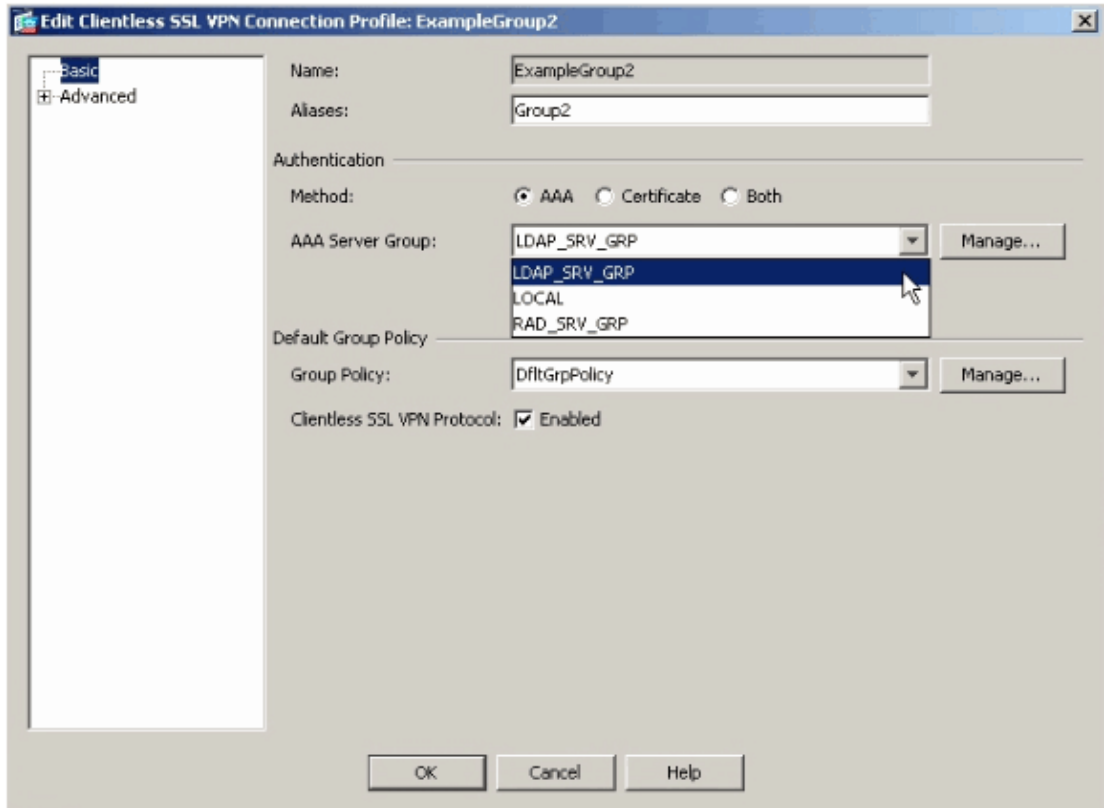 Edit Clientless SSL VPN Connection Profile: ExampleGroup2
Basic
Advanced
Name: ExampleGroup2
Aliases: Group2
Authentication
Method: AAA Certificate Both
AAA Server Group: LDAP_SRV_GRP Manage...
LDAP_SRV_GRP
LOCAL
RAD_SRV_GRP
Default Group Policy
Group Policy: DfltGrpPolicy Manage...
Clientless SSL VPN Protocol: Enabled
OK Cancel Help